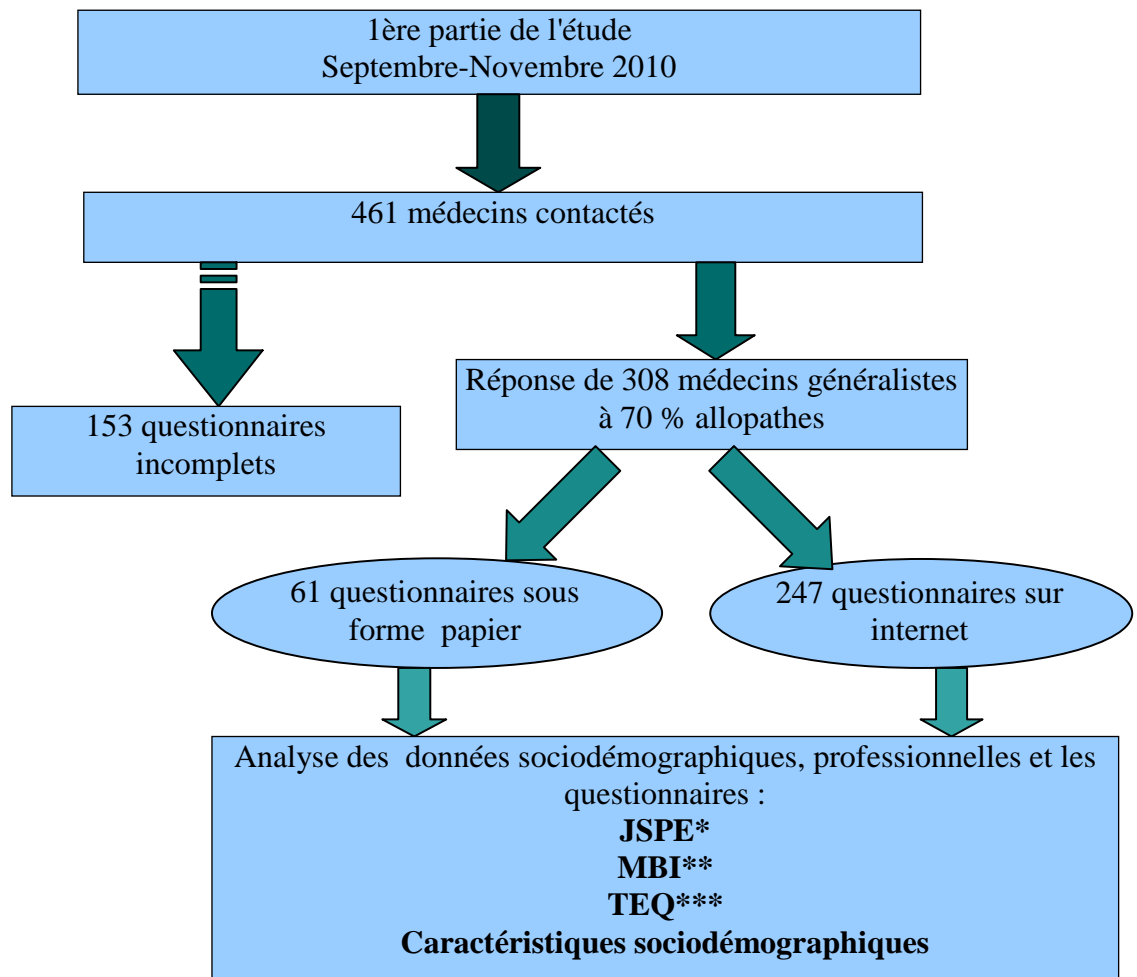 1ère partie de l'étude
Septembre-Novembre 2010
461 médecins contactés
Réponse de 308 médecins généralistes
à 70 % allopathes
153 questionnaires
incomplets
61 questionnaires sous
forme papier
247 questionnaires sur
internet
Analyse des données sociodémographiques, professionnelles et les
questionnaires :
JSPE*
MBI**
TEQ***
Caractéristiques sociodémographiques